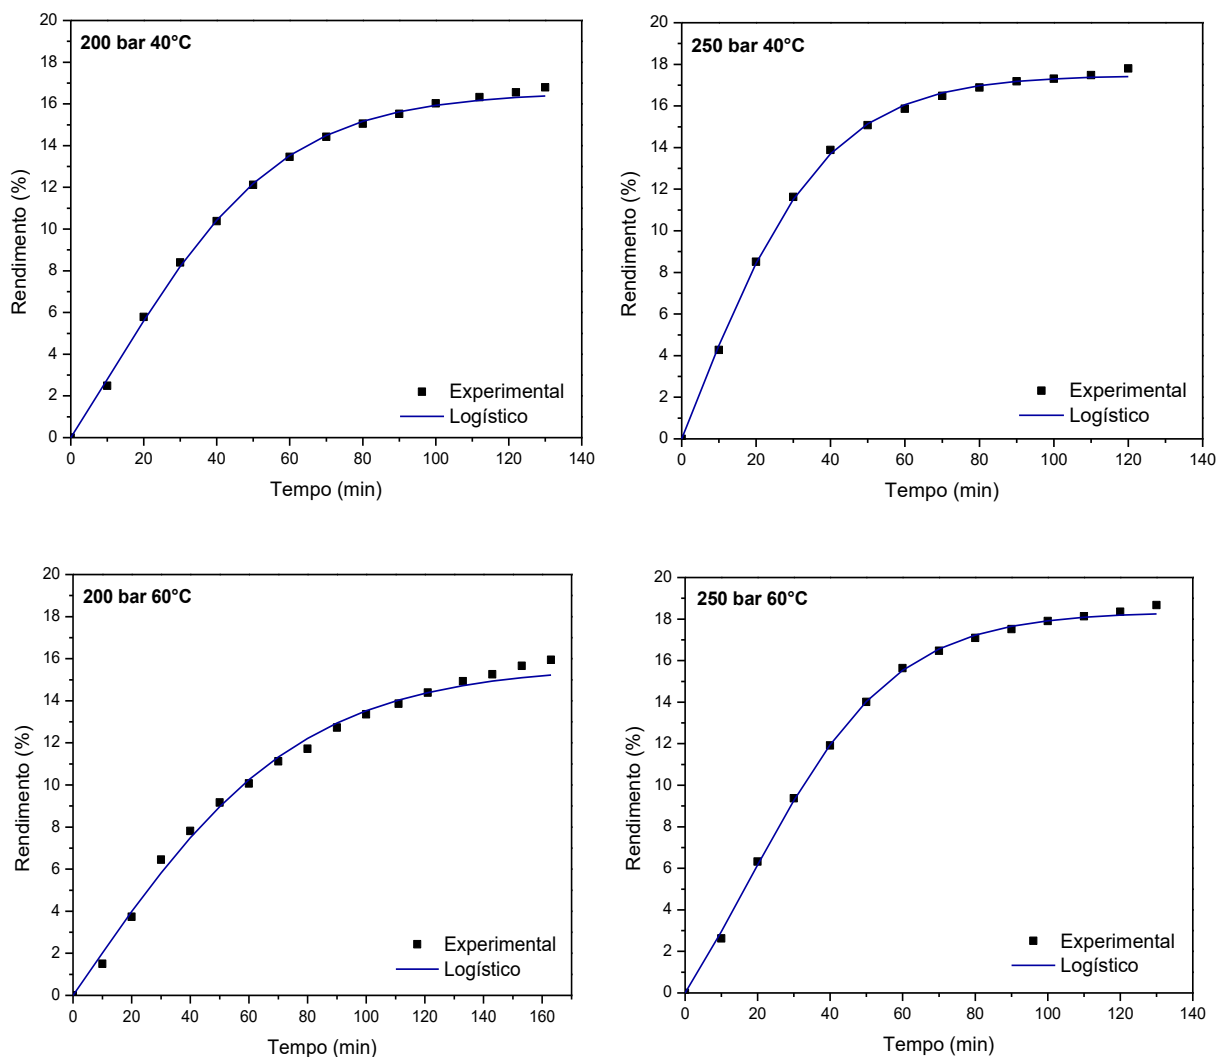 200 bar 40°C
20
18
16
14
12
10
8
6
4
2
0
Rendimento (%)
0 20 40 60 80 100 120 140
Tempo (min)
Experimental
Logístico
250 bar 40°C
20
18
16
14
12
10
8
6
4
2
0
Rendimento (%)
0 20 40 60 80 100 120 140
Tempo (min)
Experimental
Logístico
200 bar 60°C
20
18
16
14
12
10
8
6
4
2
0
Rendimento (%)
0 20 40 60 80 100 120 140 160
Tempo (min)
Experimental
Logístico
250 bar 60°C
20
18
16
14
12
10
8
6
4
2
0
Rendimento (%)
0 20 40 60 80 100 120 140
Tempo (min)
Experimental
Logístico